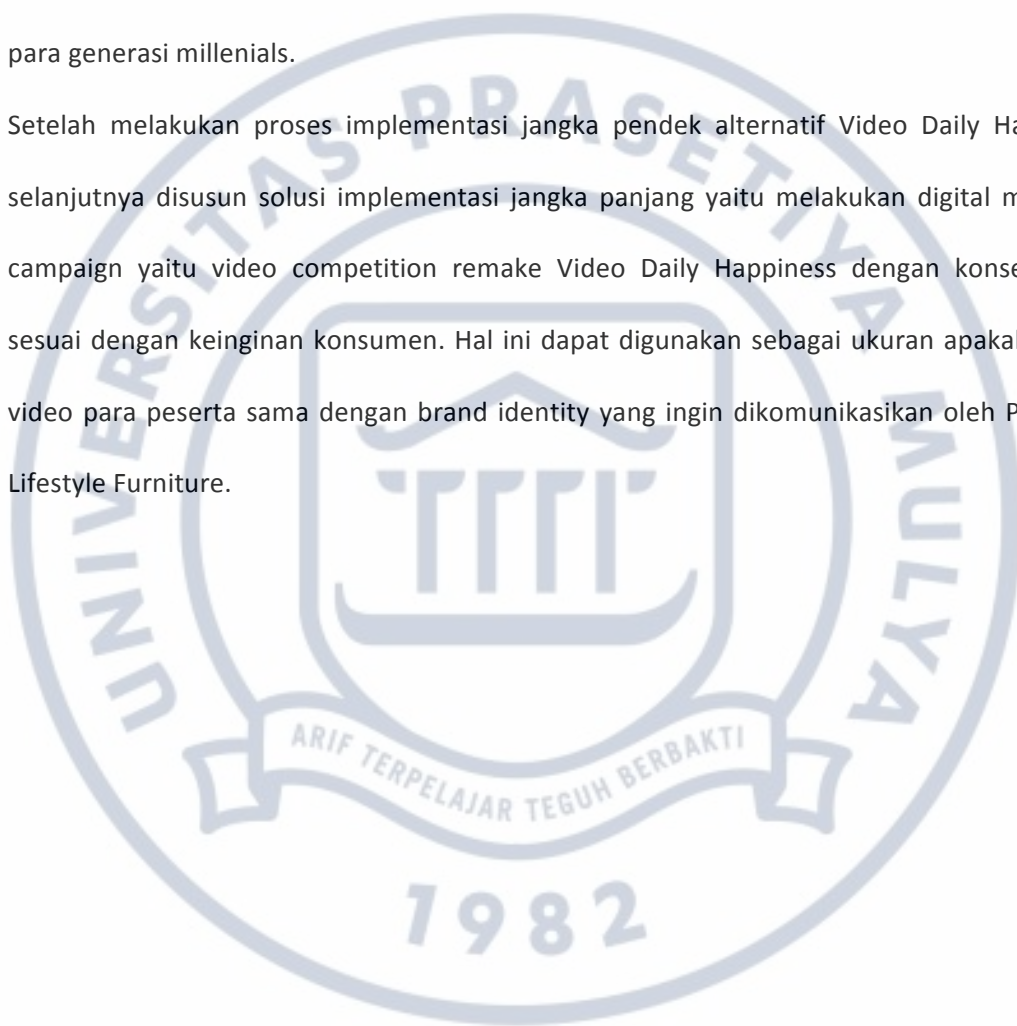 para generasi millenials.
Setelah melakukan proses implementasi jangka pendek alternatif Video Daily Ha
selanjutnya disusun solusi implementasi jangka panjang yaitu melakukan digital m
campaign yaitu video competition remake Video Daily Happiness dengan konse
sesuai dengan keinginan konsumen. Hal ini dapat digunakan sebagai ukuran apaka
video para peserta sama dengan brand identity yang ingin dikomunikasikan oleh P
Lifestyle Furniture.
UNIVERSITAS PRASETIYA MULYA
ARIF TERPELAJAR TEGUH BERBAKTI
1982